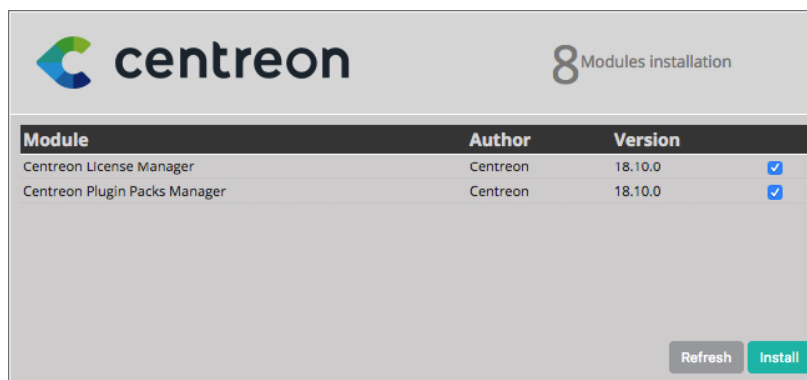 centreon
8 Modules installation
Module Author Version
Centreon License Manager Centreon 18.10.0
Centreon Plugin Packs Manager Centreon 18.10.0
Refresh Install